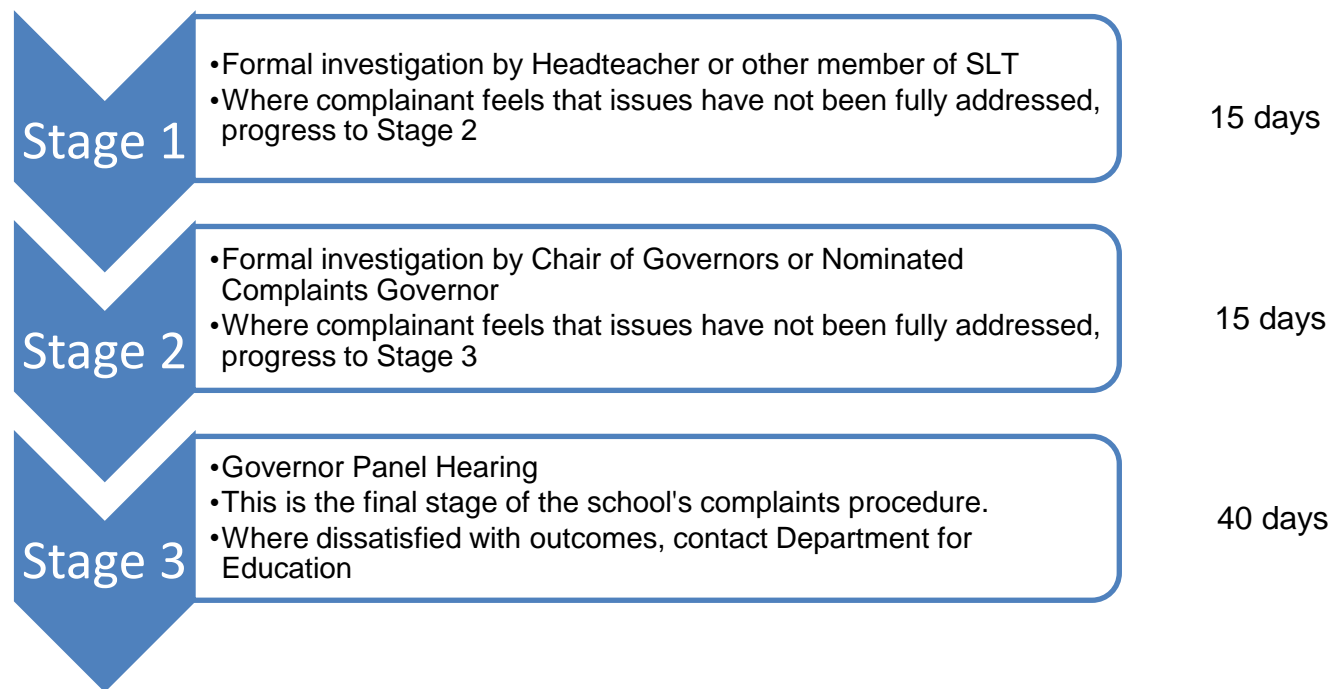 Stage 1
•Formal investigation by Headteacher or other member of SLT
•Where complainant feels that issues have not been fully addressed,
progress to Stage 2
15 days
Stage 2
•Formal investigation by Chair of Governors or Nominated
Complaints Governor
•Where complainant feels that issues have not been fully addressed,
progress to Stage 3
15 days
Stage 3
•Governor Panel Hearing
•This is the final stage of the school's complaints procedure.
•Where dissatisfied with outcomes, contact Department for
Education
40 days